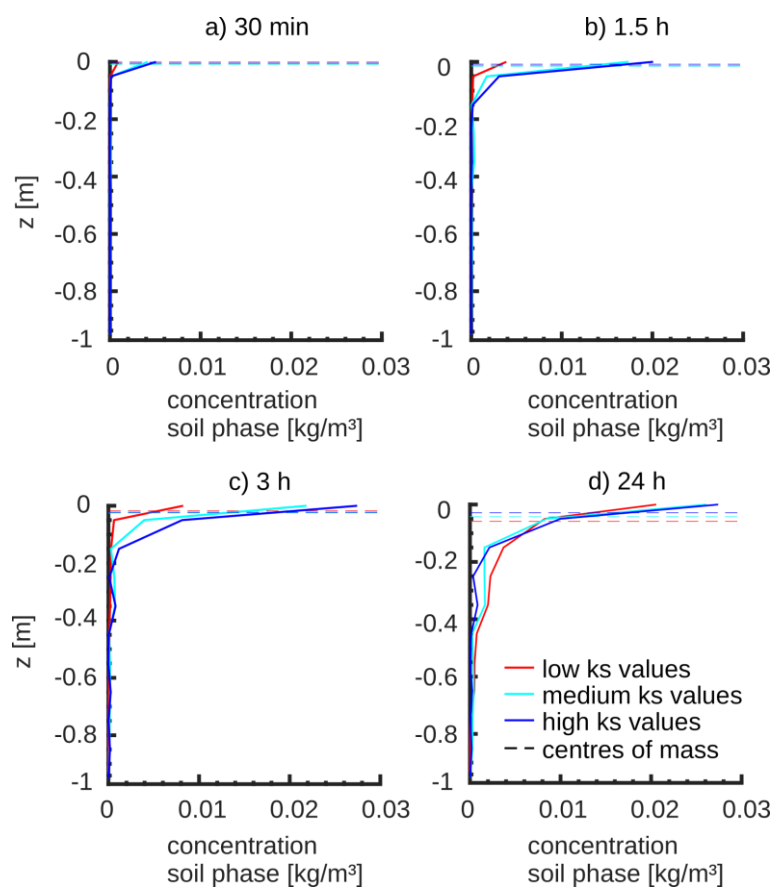 a) 30 min
0
-0.2
-0.4
-0.6
-0.8
-1
z [m]
0 0.01 0.02 0.03
concentration
soil phase [kg/m³]
b) 1.5 h
0
-0.2
-0.4
-0.6
-0.8
-1
0 0.01 0.02 0.03
concentration
soil phase [kg/m³]
c) 3 h
0
-0.2
-0.4
-0.6
-0.8
-1
z [m]
0 0.01 0.02 0.03
concentration
soil phase [kg/m³]
d) 24 h
0
-0.2
-0.4
-0.6
-0.8
-1
low ks values
medium ks values
high ks values
centres of mass
0 0.01 0.02 0.03
concentration
soil phase [kg/m³]